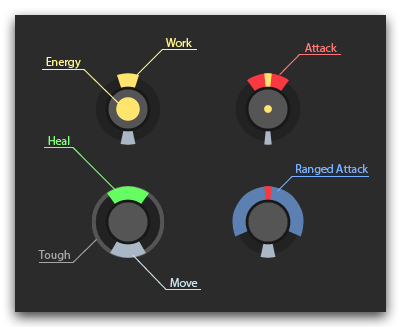 Work
Attack
Energy
Heal
Ranged Attack
Tough
Move